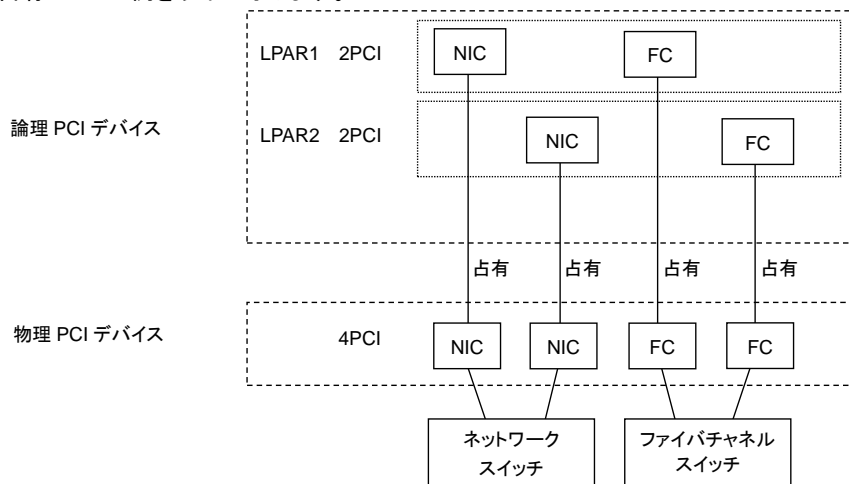 LPAR1 2PCI NIC FC
論理 PCI デバイス LPAR2 2PCI NIC FC
占有 占有 占有 占有
物理 PCI デバイス 4PCI NIC NIC FC FC
ネットワーク
スイッチ
ファイバチャネル
スイッチ